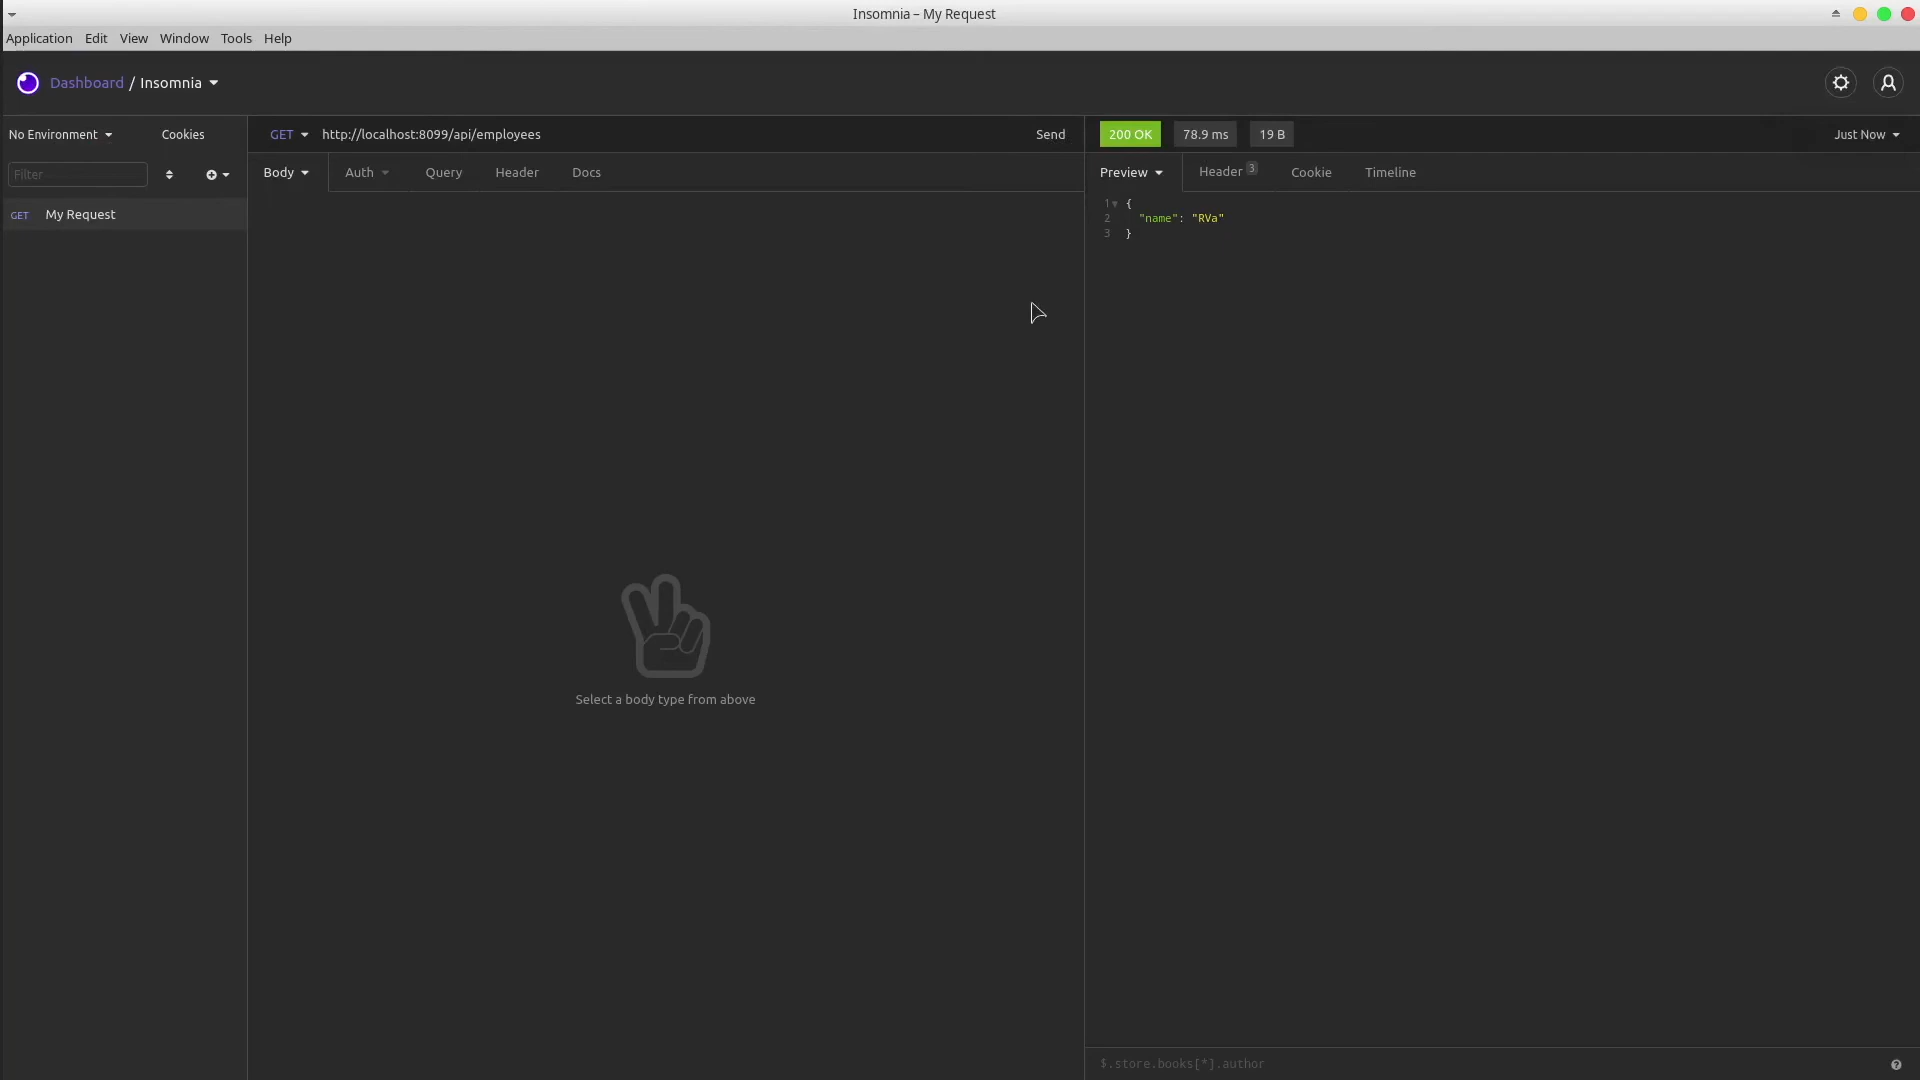 Insomnia – My Request
Application Edit View Window Tools Help
Dashboard / Insomnia
No Environment Cookies
GET http://localhost:8099/api/employees Send
200 OK 78.9 ms 19 B Just Now
Filter
Body Auth Query Header Docs
Preview Header 3 Cookie Timeline
GET My Request
1 {
2 "name": "RVa"
3 }
Select a body type from above
$.store.books[*].author